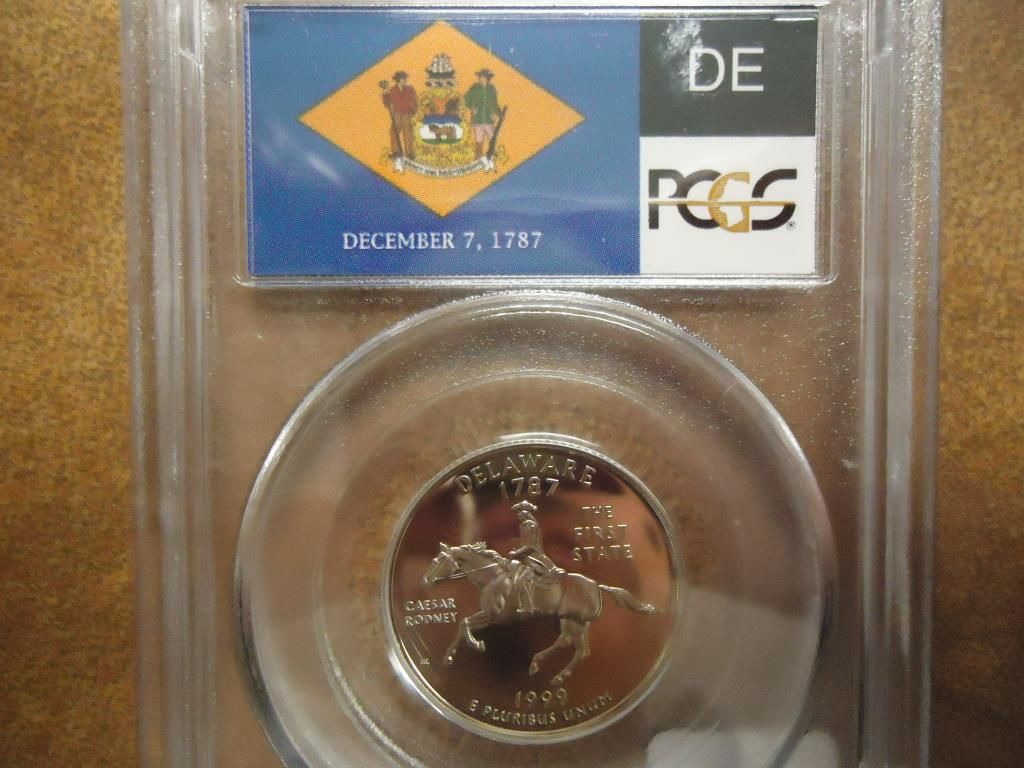 DE
PCGS®
DECEMBER 7, 1787
DELAWARE
1787
THE
FIRST
STATE
CAESAR
RODNEY
1999
E PLURIBUS UNUM